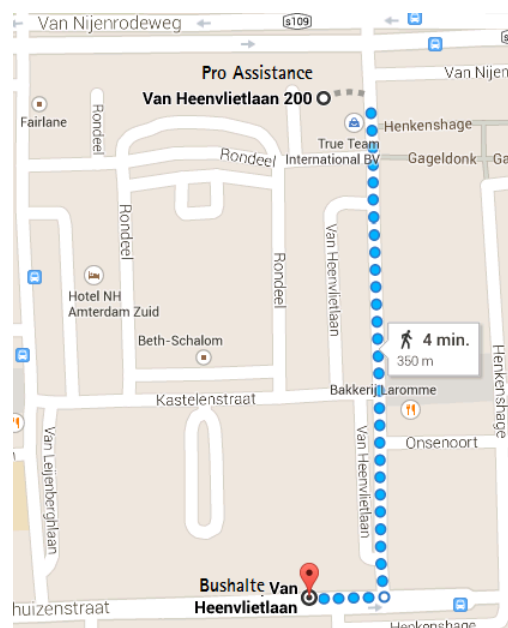 Van Nijenrodeweg
s109
s
Van Nijen
Pro Assistance
Van Heenvlietlaan 200
Fairlane
Rondeel
True Team
International BV
Henkenshage
Rondeel
Gageldonk
Ga
Rondeel
Rondeel
Van Heenvlietlaan
Hotel NH
Amsterdam Zuid
Beth-Schalom
4 min.
350 m
Henkenshage
Bakkerij Laromme
Kastelenstraat
Van Leijenberghlaan
Van Heenvlietlaan
Onsenoort
Bushalte Van
Heenvlietlaan
huizenstraat
Henkenshage